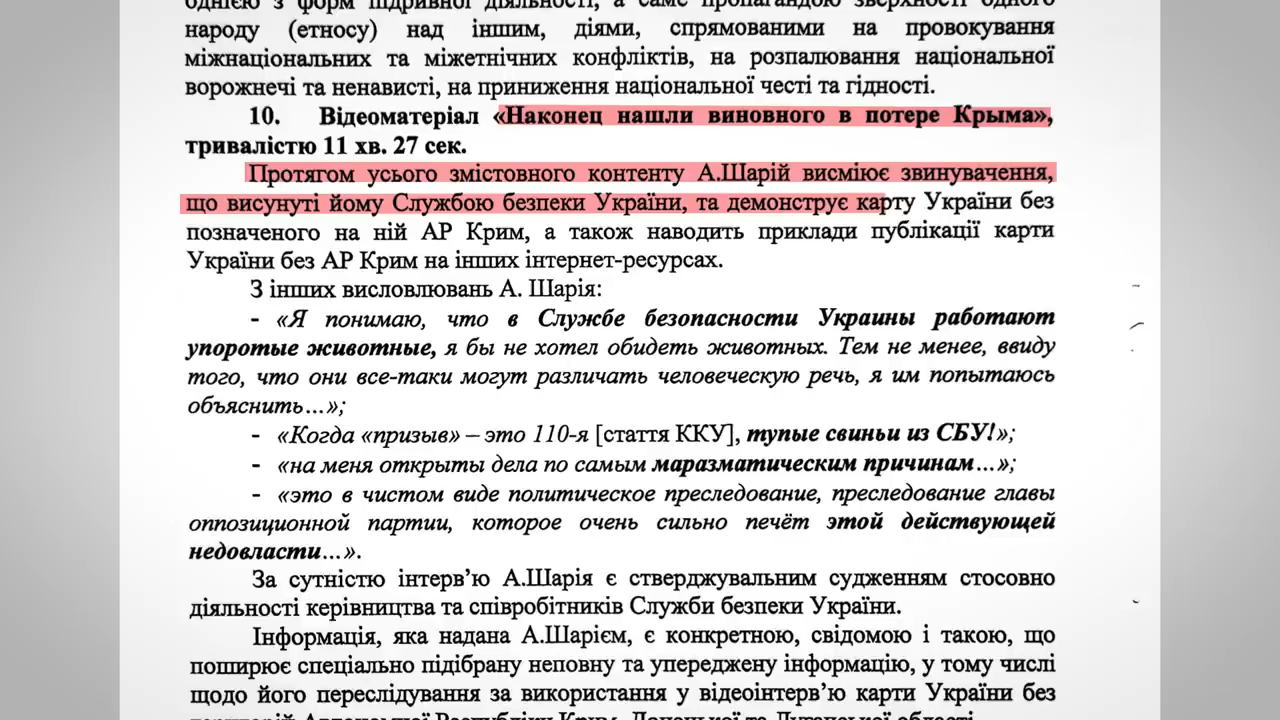 однією з форм підривної діяльності, а саме пропагандою зверхності одного
народу (етносу) над іншим, діями, спрямованими на провокування
міжнаціональних та міжетнічних конфліктів, на розпалювання національної
ворожнечі та ненависті, на приниження національної честі та гідності.
10. Відеоматеріал «Наконец нашли виновного в потере Крыма»,
тривалістю 11 хв. 27 сек.
Протягом усього змістовного контенту А.Шарій висміює звинувачення,
що висунуті йому Службою безпеки України, та демонструє карту України без
позначеного на ній АР Крим, а також наводить приклади публікації карти
України без АР Крим на інших інтернет-ресурсах.
З інших висловлювань А. Шарія:
- «Я понимаю, что в Службе безопасности Украины работают
упоротые животные, я бы не хотел обидеть животных. Тем не менее, ввиду
того, что они все-таки могут различать человеческую речь, я им попытаюсь
объяснить…»;
- «Когда «призыв» – это 110-я [стаття ККУ], тупые свиньи из СБУ!»;
- «на меня открыты дела по самым маразматическим причинам…»;
- «это в чистом виде политическое преследование, преследование главы
оппозиционной партии, которое очень сильно печёт этой действующей
недовласти…».
За сутністю інтерв’ю А.Шарія є стверджувальним судженням стосовно
діяльності керівництва та співробітників Служби безпеки України.
Інформація, яка надана А.Шарієм, є конкретною, свідомою і такою, що
поширює спеціально підібрану неповну та упереджену інформацію, у тому числі
щодо його переслідування за використання у відеоінтерв’ю карти України без
територій Автономної Республіки Крим, Донецької та Луганської області